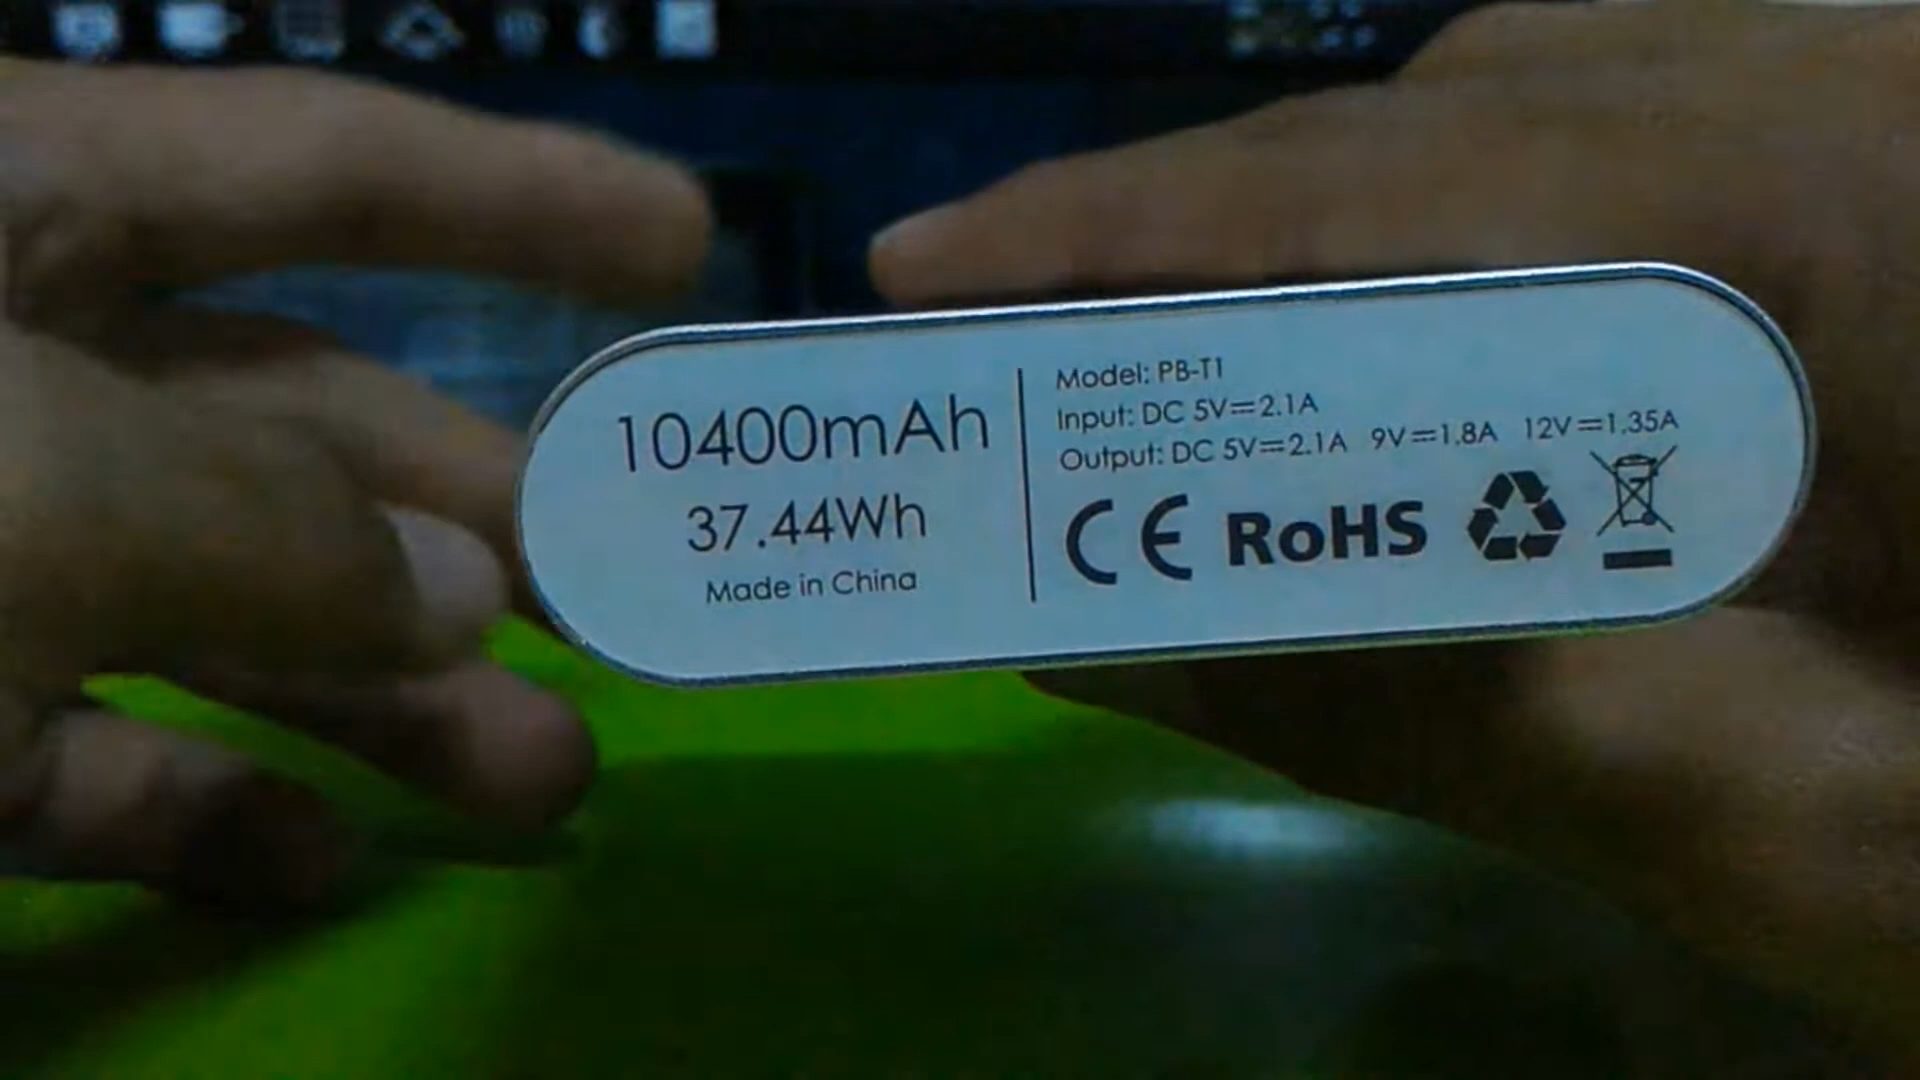 10400mAh
37.44Wh
Made in China
Model: PB-T1
Input: DC 5V⎓2.1A
Output: DC 5V⎓2.1A 9V⎓1.8A 12V⎓1.35A
CE RoHS